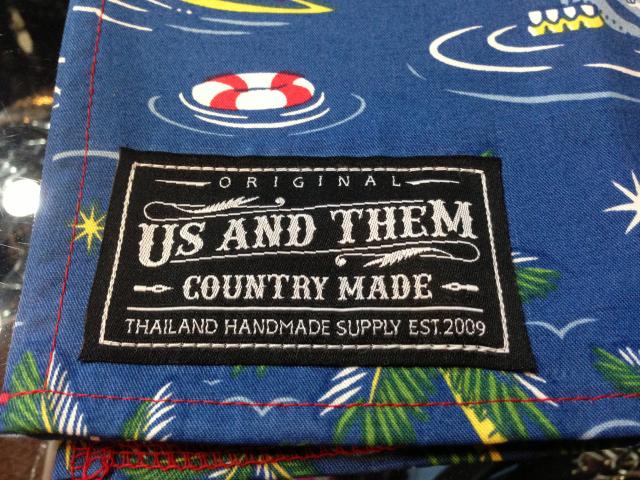 ORIGINAL
US AND THEM
COUNTRY MADE
THAILAND HANDMADE SUPPLY EST.2009